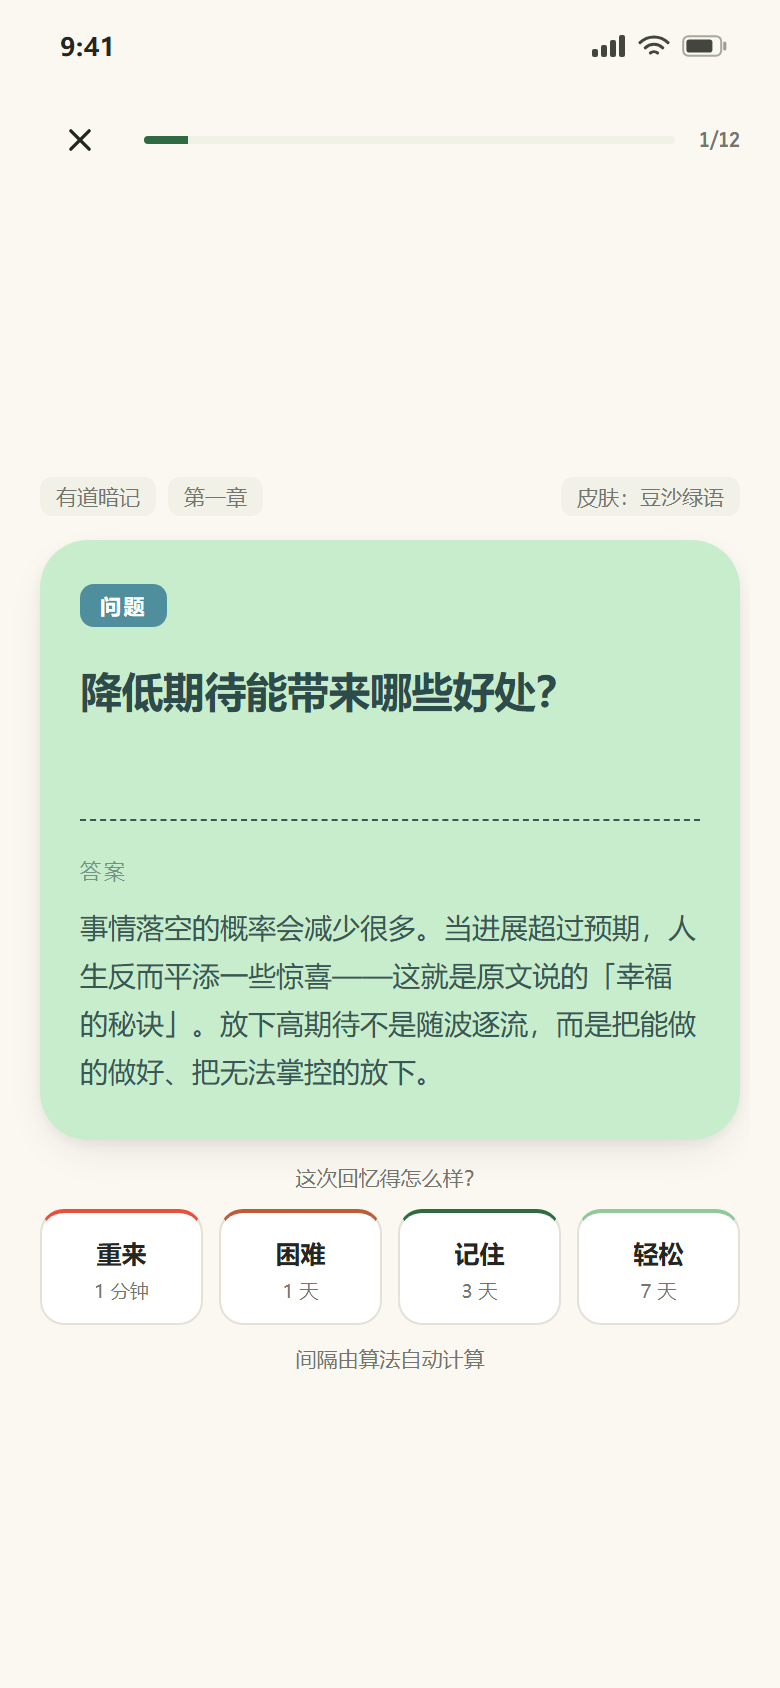 9:41
1/12
有道暗记 第一章 皮肤：豆沙绿语
问题
降低期待能带来哪些好处?
答案
事情落空的概率会减少很多。当进展超过预期，人
生反而平添一些惊喜——这就是原文说的「幸福
的秘诀」。放下高期待不是随波逐流，而是把能做
的做好、把无法掌控的放下。
这次回忆得怎么样?
重来 困难 记住 轻松
1 分钟 1 天 3 天 7 天
间隔由算法自动计算